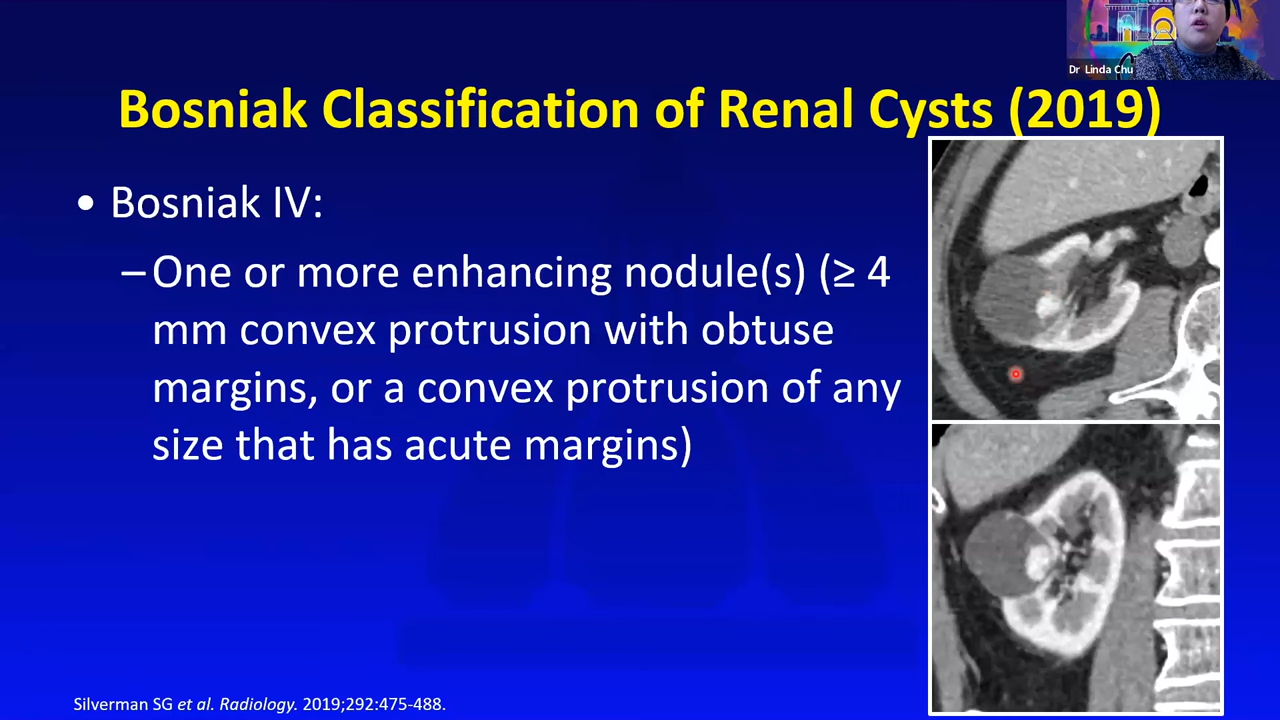 Dr Linda Chu
Bosniak Classification of Renal Cysts (2019)
• Bosniak IV:
–One or more enhancing nodule(s) (≥ 4
mm convex protrusion with obtuse
margins, or a convex protrusion of any
size that has acute margins)
Silverman SG et al. Radiology. 2019;292:475-488.